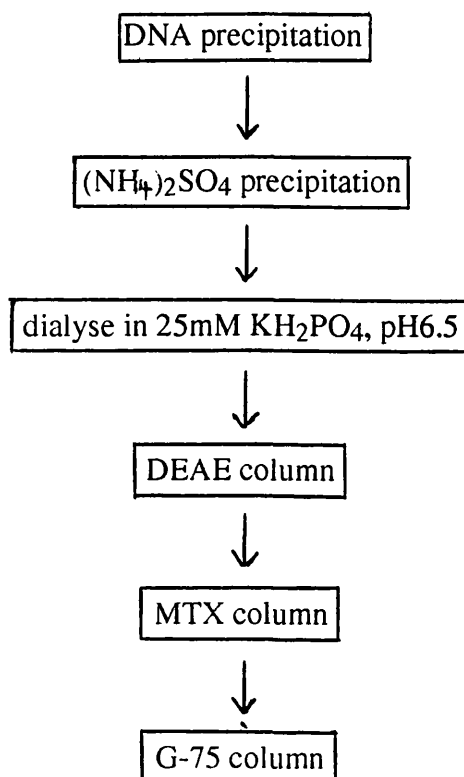 DNA precipitation
(NH4)2SO4 precipitation
dialyse in 25mM KH₂PO₄, pH6.5
DEAE column
MTX column
G-75 column